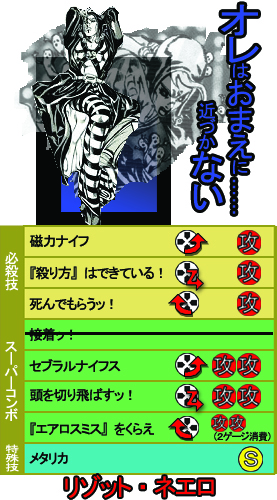 オレはおまえに……
近づかない
必殺技
磁力ナイフ 攻
『殺り方』はできている！ 攻
死んでもらうッ！ 攻
スーパーコンボ
接着ッ！
セブラルナイフス 攻攻
頭を切り飛ばすッ！ 攻攻
『エアロスミス』をくらえ 攻攻
(2ゲージ消費)
特殊技
メタリカ S
リゾット・ネエロ